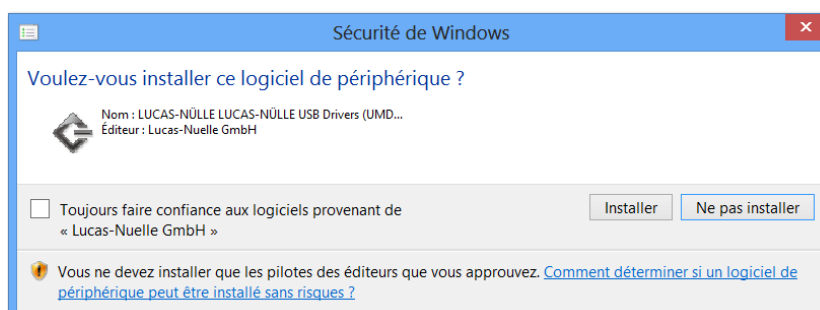 Sécurité de Windows
Voulez-vous installer ce logiciel de périphérique ?
Nom : LUCAS-NÜLLE LUCAS-NÜLLE USB Drivers (UMD...
Éditeur : Lucas-Nuelle GmbH
Toujours faire confiance aux logiciels provenant de
« Lucas-Nuelle GmbH »
Installer
Ne pas installer
Vous ne devez installer que les pilotes des éditeurs que vous approuvez. Comment déterminer si un logiciel de
périphérique peut être installé sans risques ?